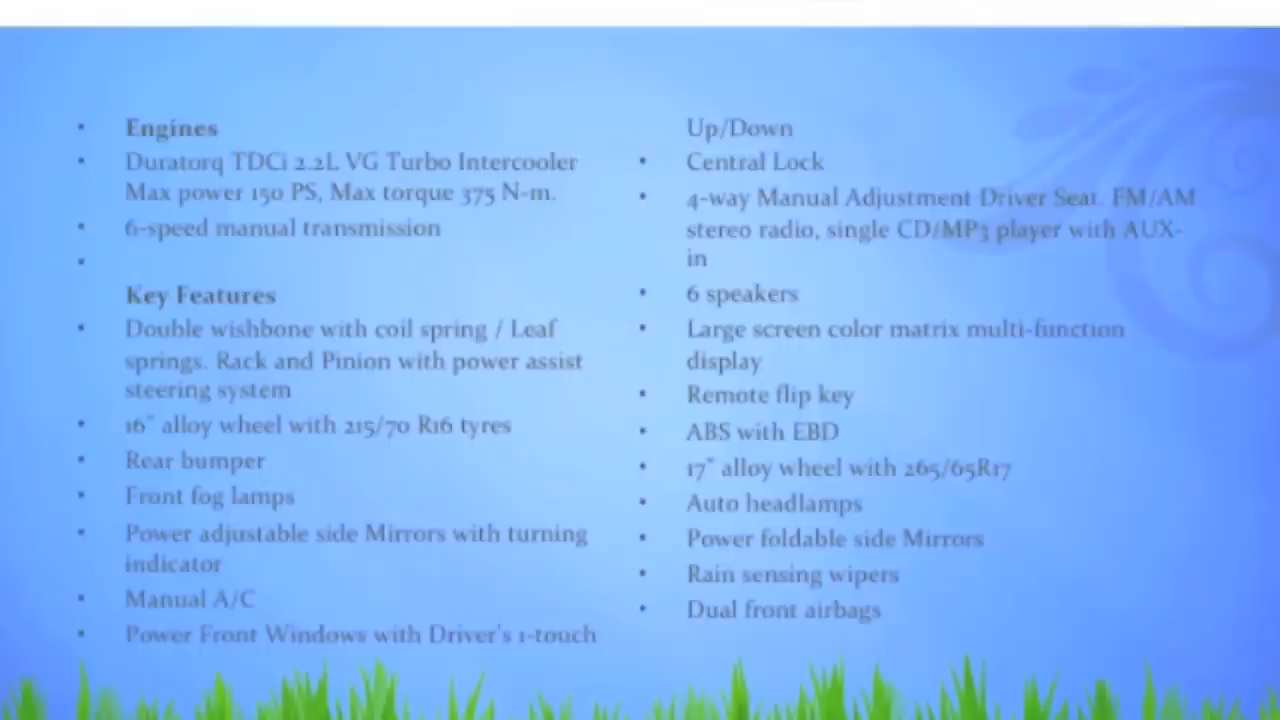 • Engines
• Duratorq TDCi 2.2L VG Turbo Intercooler
Max power 150 PS, Max torque 375 N-m.
• 6-speed manual transmission
•
Key Features
• Double wishbone with coil spring / Leaf
springs. Rack and Pinion with power assist
steering system
• 16" alloy wheel with 215/70 R16 tyres
• Rear bumper
• Front fog lamps
• Power adjustable side Mirrors with turning
indicator
• Manual A/C
• Power Front Windows with Driver's 1-touch
Up/Down
• Central Lock
• 4-way Manual Adjustment Driver Seat. FM/AM
stereo radio, single CD/MP3 player with AUX-
in
• 6 speakers
• Large screen color matrix multi-function
display
• Remote flip key
• ABS with EBD
• 17" alloy wheel with 265/65R17
• Auto headlamps
• Power foldable side Mirrors
• Rain sensing wipers
• Dual front airbags